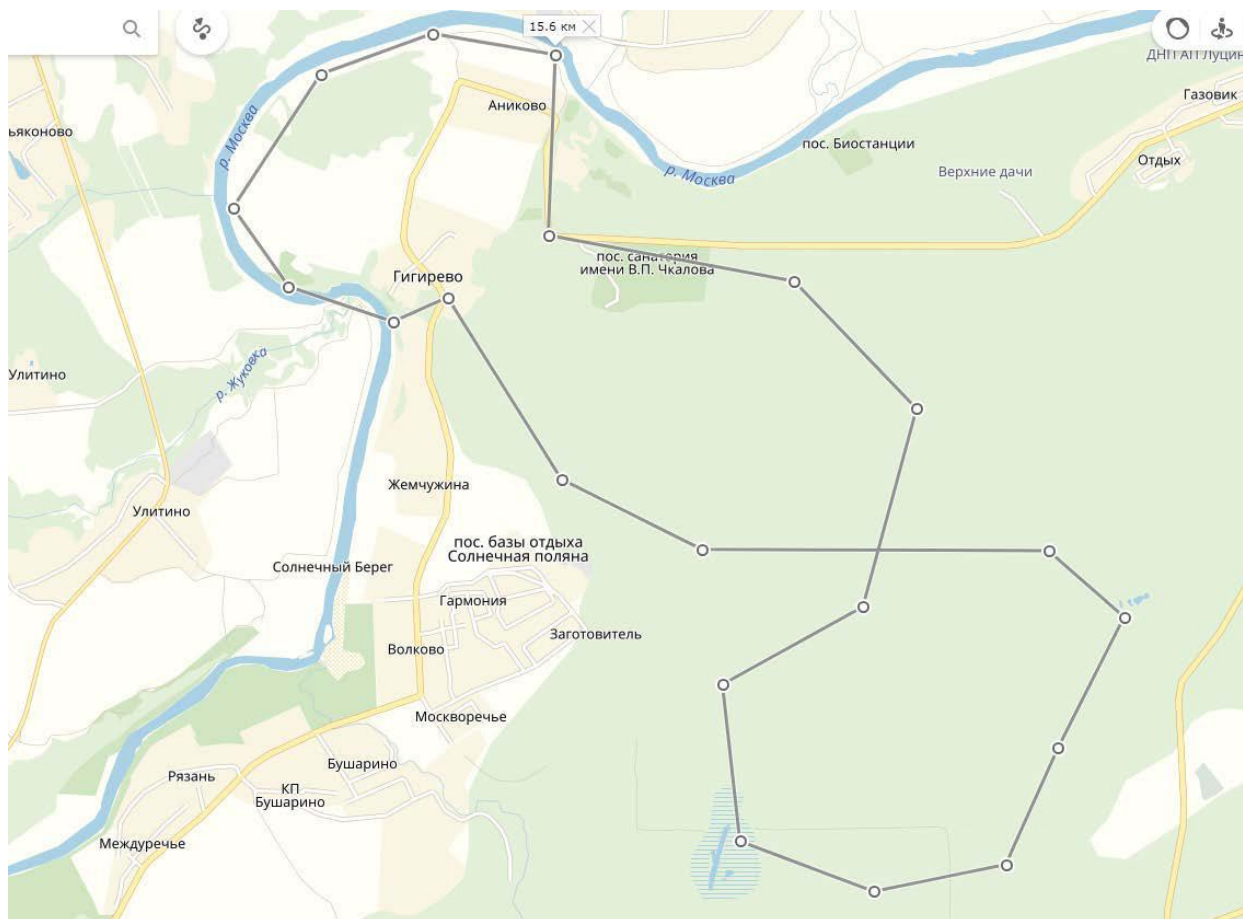 15.6 км
ДНП АП Луцин
Газовик
Аниково
ьяконово
р. Москва
пос. Биостанции
Отдых
р. Москва
Верхние дачи
пос. санатория
имени В.П. Чкалова
Гигирево
р. Жуковка
Улитино
Жемчужина
Улитино
пос. базы отдыха
Солнечная поляна
Солнечный Берег
Гармония
Заготовитель
Волково
Москворечье
Бушарино
Рязань
КП
Бушарино
Междуречье